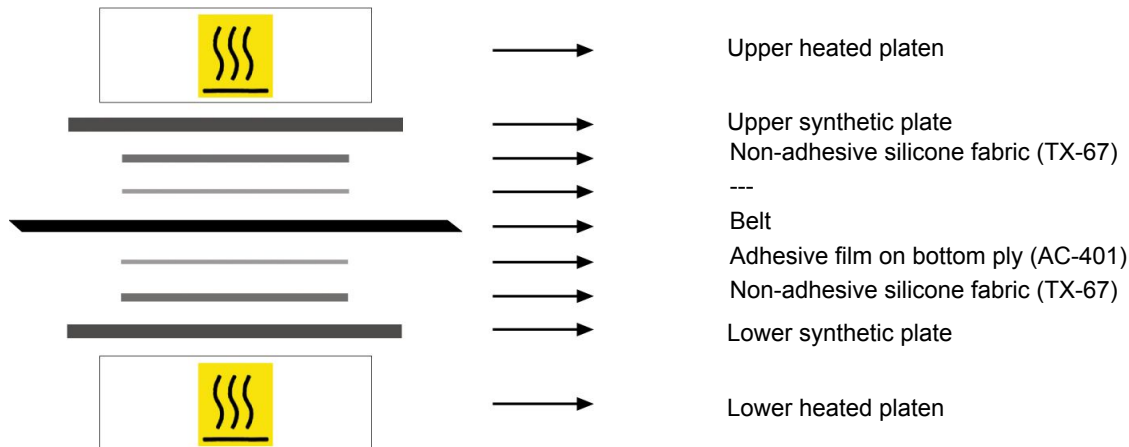 Upper heated platen
Upper synthetic plate
Non-adhesive silicone fabric (TX-67)
---
Belt
Adhesive film on bottom ply (AC-401)
Non-adhesive silicone fabric (TX-67)
Lower synthetic plate
Lower heated platen